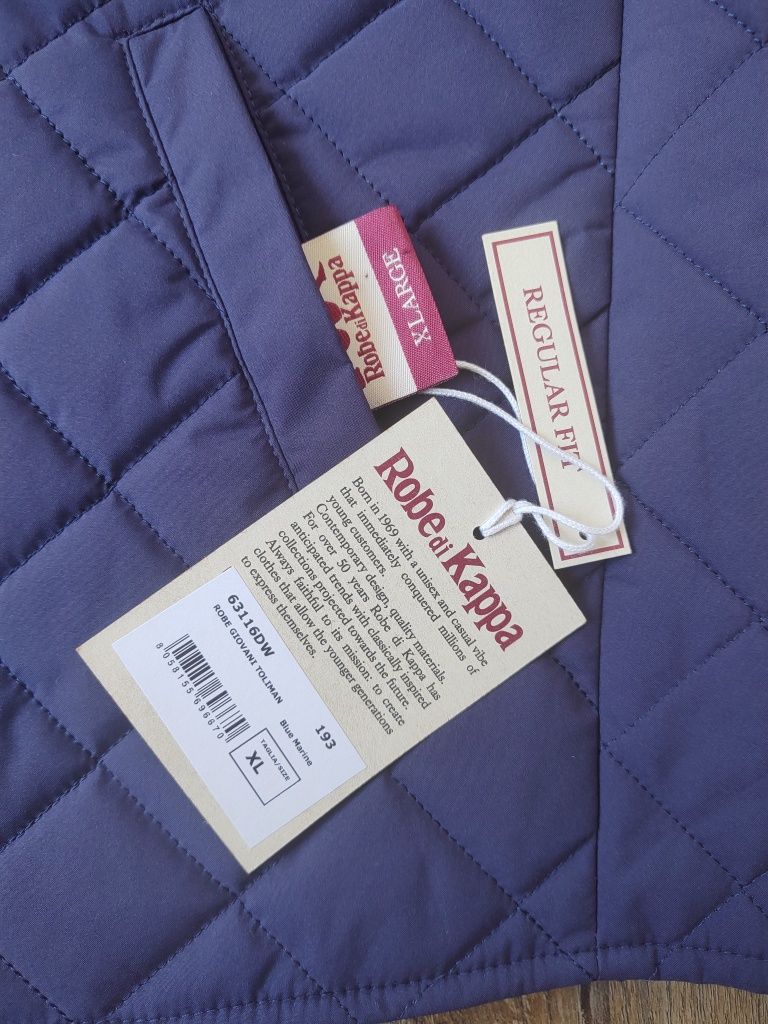 Robe di Kappa
X LARGE
REGULAR FIT
Robe di Kappa
Born in 1969 with a unisex and casual vibe
that immediately conquered millions of
young customers.
Contemporary design, quality materials.
For over 50 years Robe di Kappa has
anticipated trends with classically inspired
collections projected towards the future.
Always faithful to its mission: to create
clothes that allow the younger generations
to express themselves.
63116DW
ROBE GIOVANI TOLIMAN
193
Blue Marine
8058155696670
TAGLIA/SIZE
XL